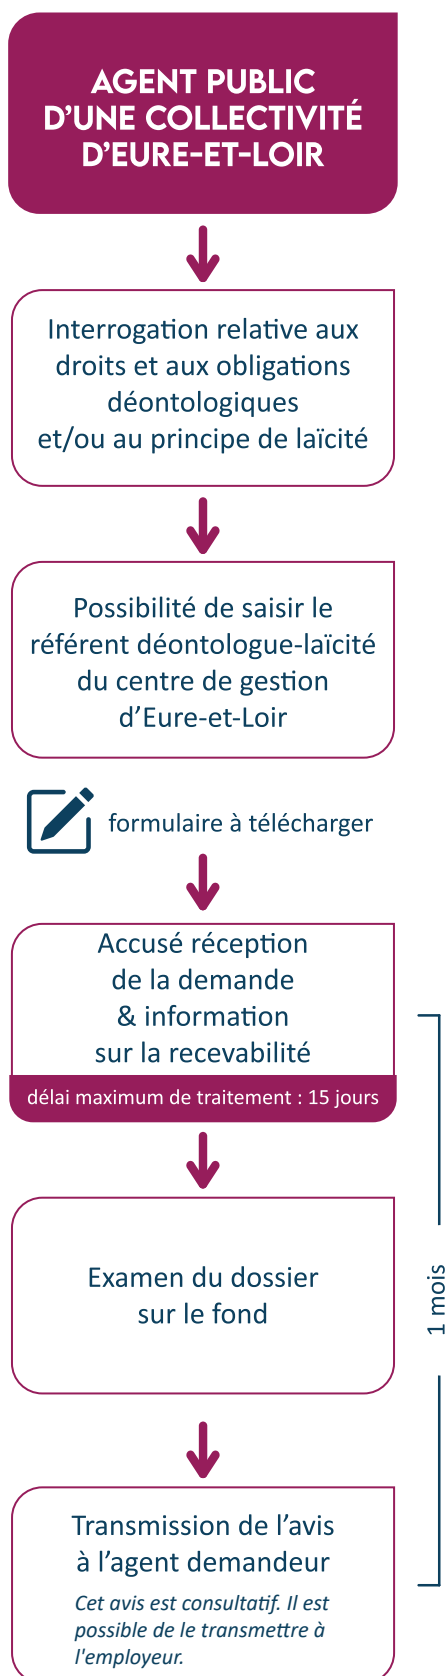 AGENT PUBLIC
D'UNE COLLECTIVITÉ
D'EURE-ET-LOIR
Interrogation relative aux
droits et aux obligations
déontologiques
et/ou au principe de laïcité
Possibilité de saisir le
référent déontologue-laïcité
du centre de gestion
d'Eure-et-Loir
formulaire à télécharger
Accusé réception
de la demande
& information
sur la recevabilité
délai maximum de traitement : 15 jours
Examen du dossier
sur le fond
1 mois
Transmission de l'avis
à l'agent demandeur
Cet avis est consultatif. Il est
possible de le transmettre à
l'employeur.